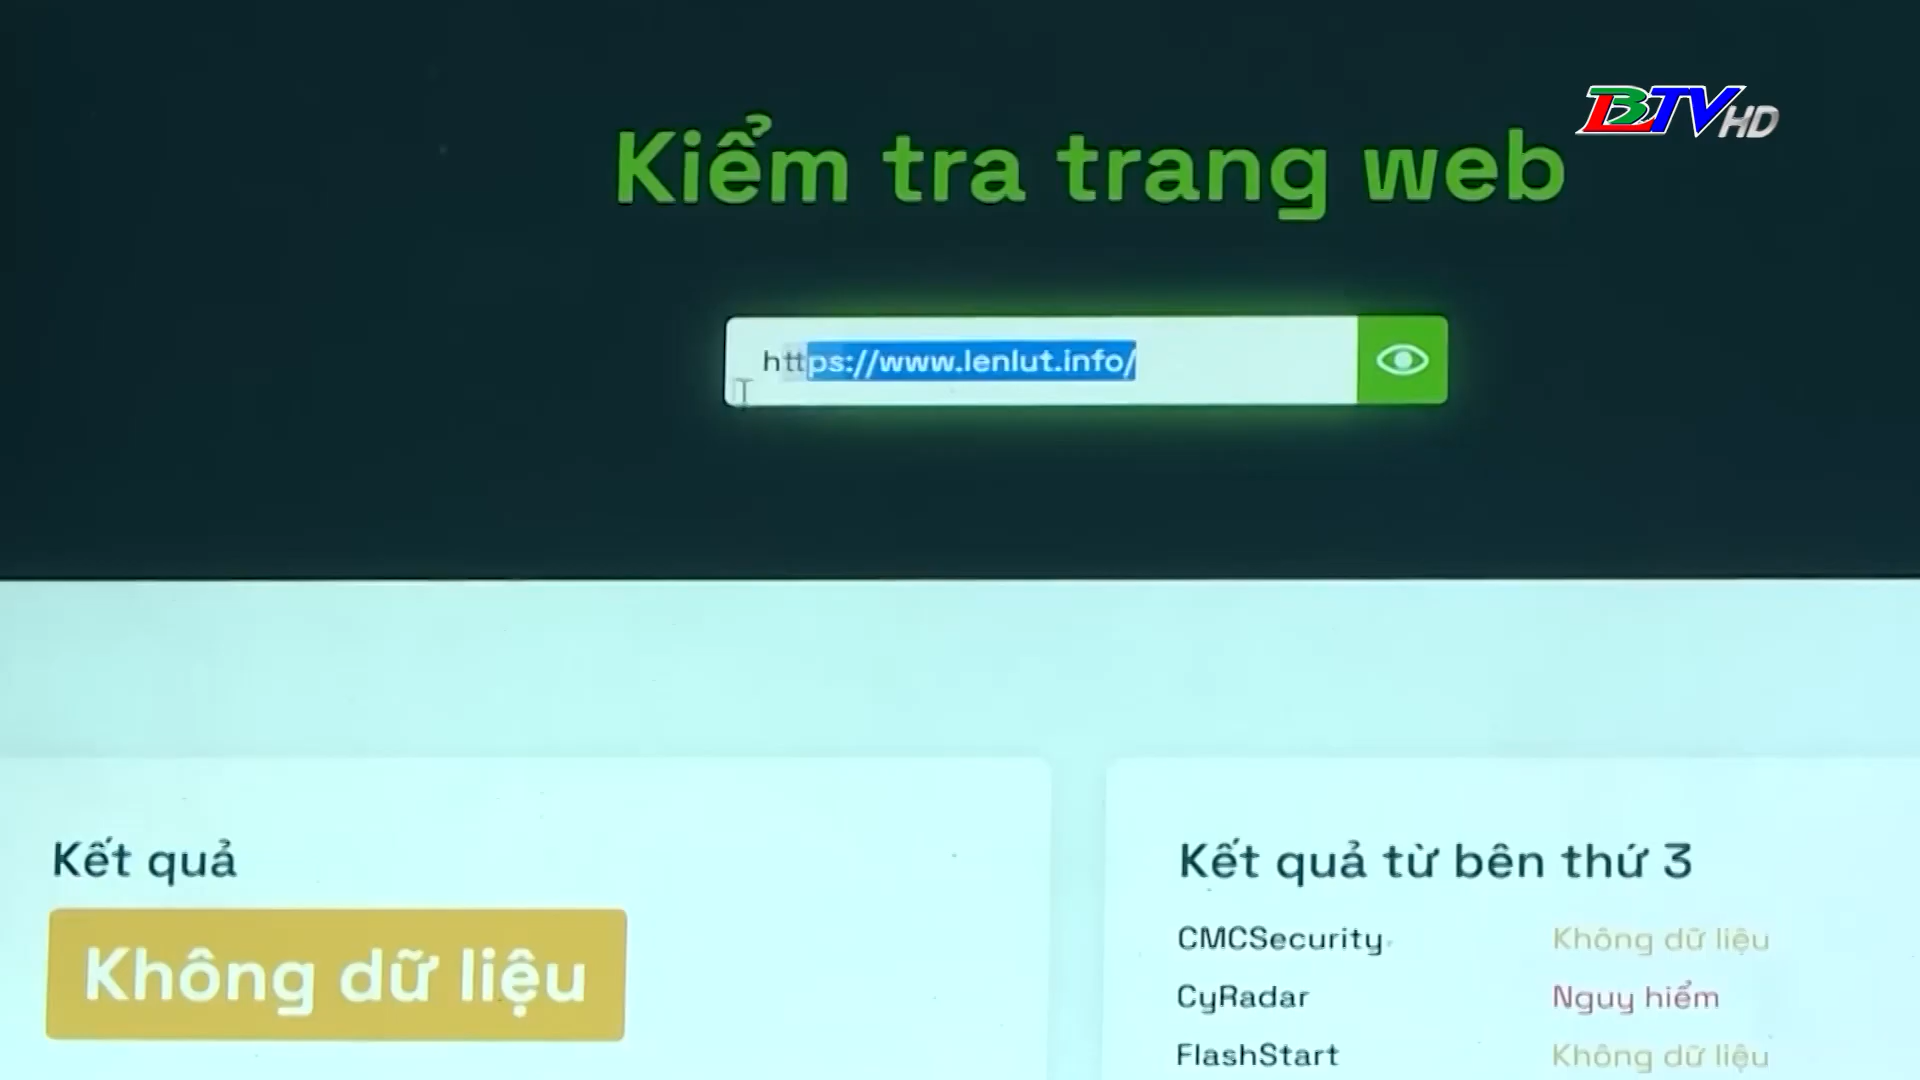 BTV HD
Kiểm tra trang web
https://www.lenlut.info/
Kết quả
Không dữ liệu
Kết quả từ bên thứ 3
CMCSecurity Không dữ liệu
CyRadar Nguy hiểm
FlashStart Không dữ liệu